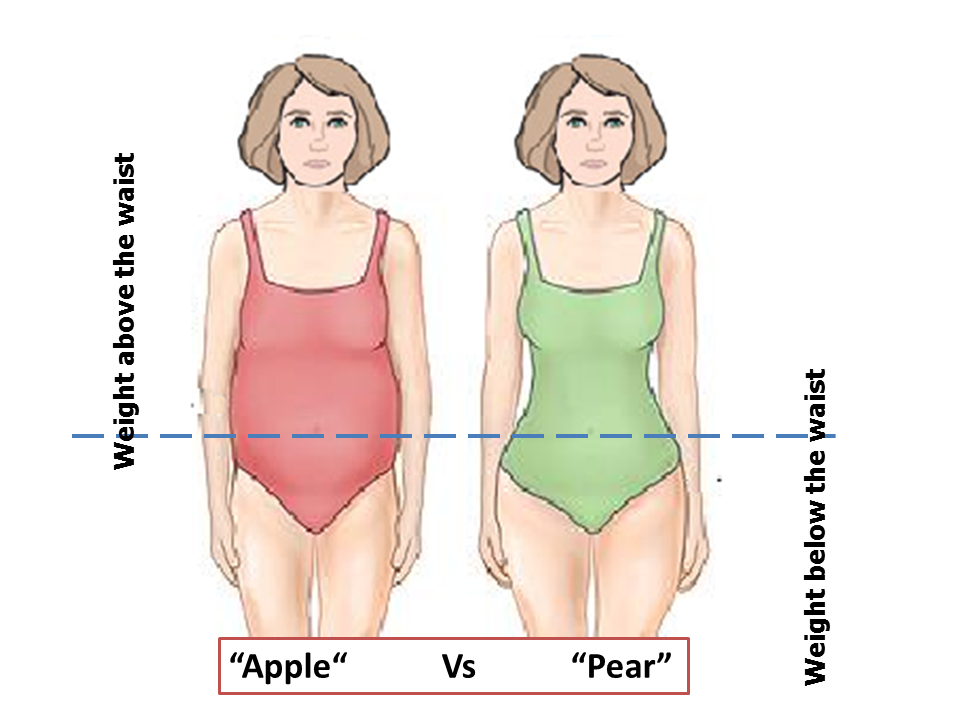 Weight above the waist
Weight below the waist
“Apple“ Vs “Pear”